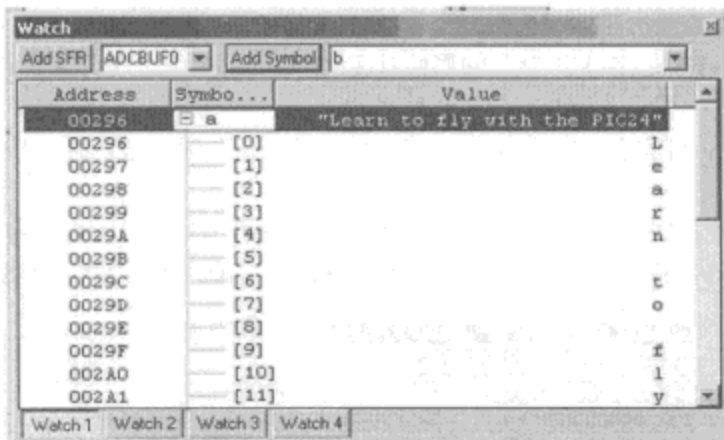 Watch
Add SFR ADCBUF0 Add Symbol b
Address Symbo... Value
00296 a "Learn to fly with the PIC24"
00296 [0] L
00297 [1] e
00298 [2] a
00299 [3] r
0029A [4] n
0029B [5]
0029C [6] t
0029D [7] o
0029E [8]
0029F [9] f
002A0 [10] l
002A1 [11] y
Watch 1 Watch 2 Watch 3 Watch 4